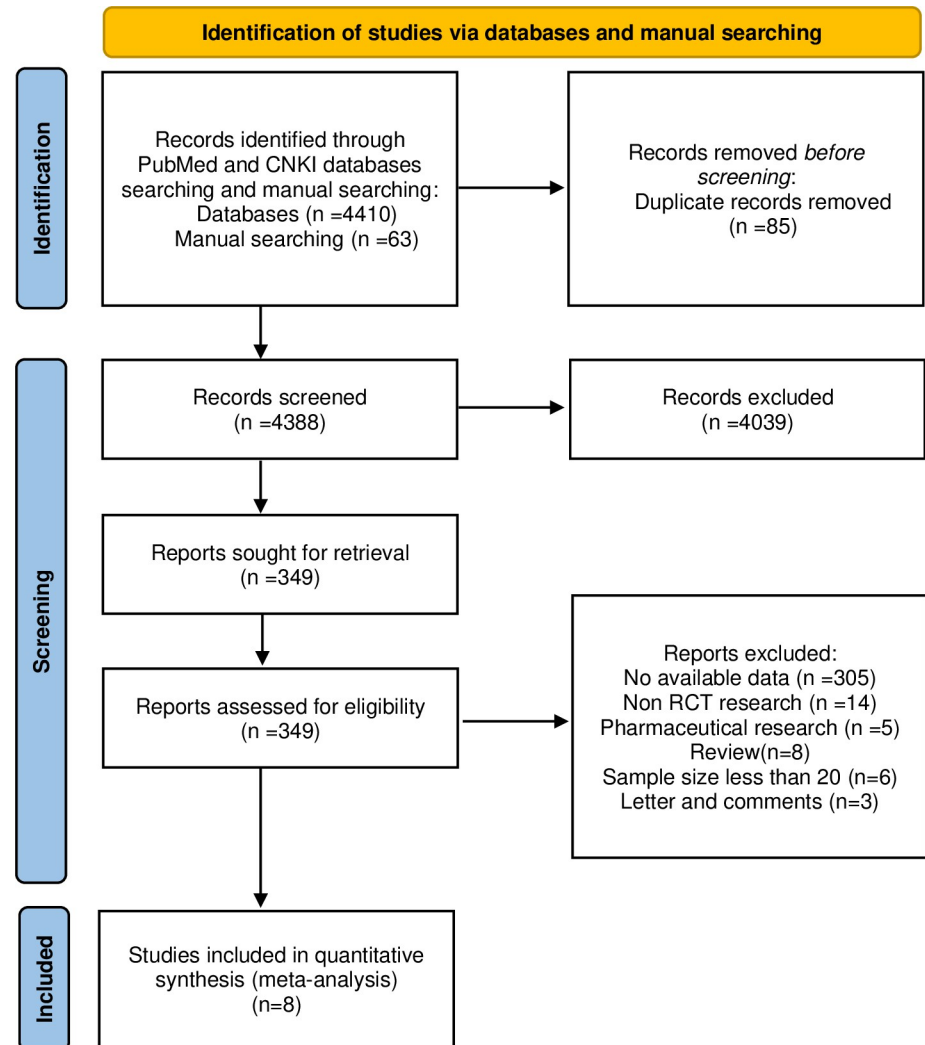 Identification of studies via databases and manual searching
Identification
Records identified through
PubMed and CNKI databases
searching and manual searching:
Databases (n =4410)
Manual searching (n =63)
Records removed before
screening:
Duplicate records removed
(n =85)
Screening
Records screened
(n =4388)
Records excluded
(n =4039)
Reports sought for retrieval
(n =349)
Reports assessed for eligibility
(n =349)
Reports excluded:
No available data (n =305)
Non RCT research (n =14)
Pharmaceutical research (n =5)
Review(n=8)
Sample size less than 20 (n=6)
Letter and comments (n=3)
Included
Studies included in quantitative
synthesis (meta-analysis)
(n=8)